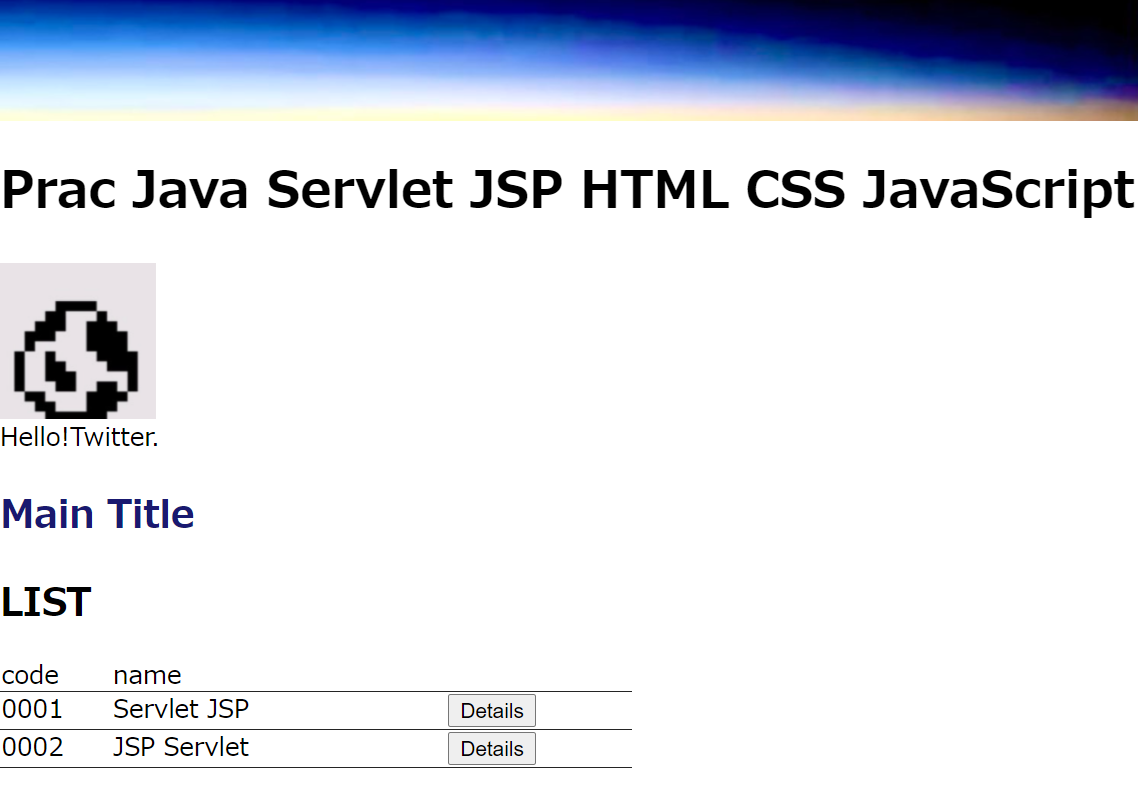 Prac Java Servlet JSP HTML CSS JavaScript
Hello!Twitter.
Main Title
LIST
code name
0001 Servlet JSP Details
0002 JSP Servlet Details